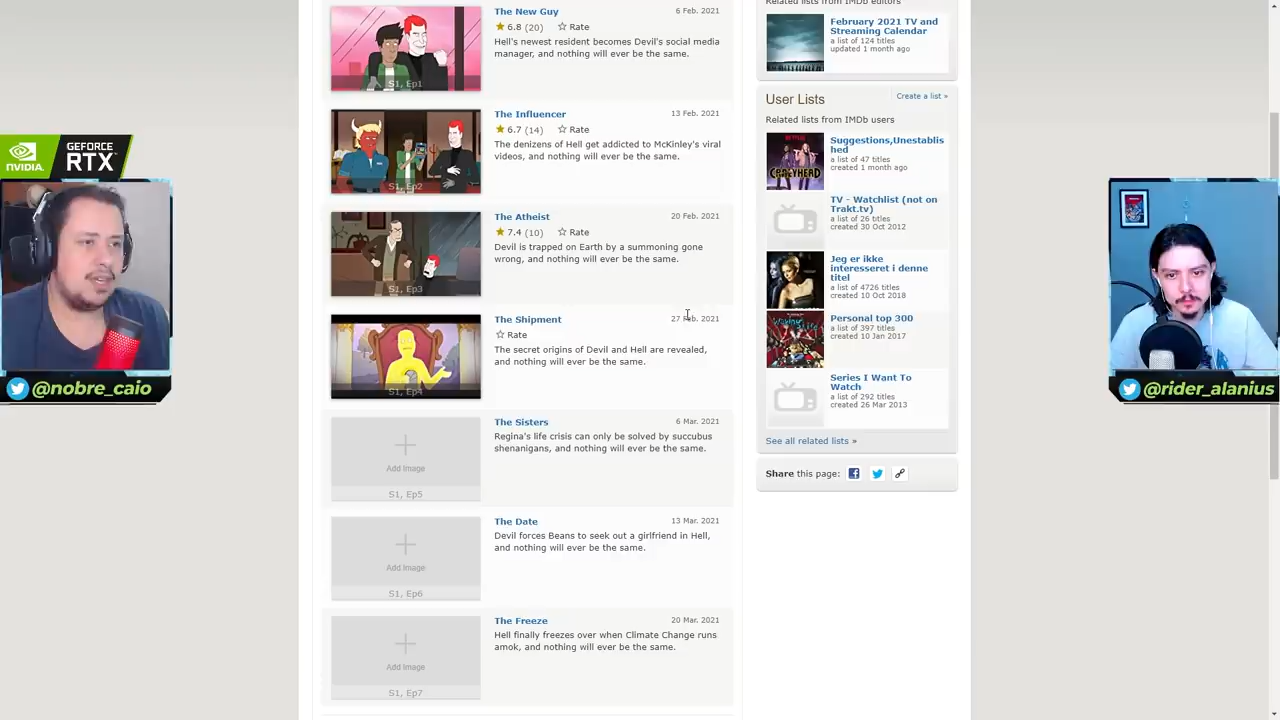 The New Guy
6 Feb. 2021
6.8 (20) Rate
Hell's newest resident becomes Devil's social media
manager, and nothing will ever be the same.
S1, Ep1
The Influencer
13 Feb. 2021
6.7 (14) Rate
The denizens of Hell get addicted to McKinley's viral
videos, and nothing will ever be the same.
S1, Ep2
The Atheist
20 Feb. 2021
7.4 (10) Rate
Devil is trapped on Earth by a summoning gone
wrong, and nothing will ever be the same.
S1, Ep3
The Shipment
27 Feb. 2021
Rate
The secret origins of Devil and Hell are revealed,
and nothing will ever be the same.
S1, Ep4
The Sisters
6 Mar. 2021
Regina's life crisis can only be solved by succubus
shenanigans, and nothing will ever be the same.
Add Image
S1, Ep5
The Date
13 Mar. 2021
Devil forces Beans to seek out a girlfriend in Hell,
and nothing will ever be the same.
Add Image
S1, Ep6
The Freeze
20 Mar. 2021
Hell finally freezes over when Climate Change runs
amok, and nothing will ever be the same.
Add Image
S1, Ep7
Related lists from IMDb editors
February 2021 TV and
Streaming Calendar
a list of 124 titles
updated 1 month ago
User Lists
Create a list »
Related lists from IMDb users
Suggestions,Unestablis
hed
a list of 47 titles
created 1 month ago
NETFLIX
CRAZYHEAD
TV - Watchlist (not on
Trakt.tv)
a list of 26 titles
created 30 Oct 2012
Jeg er ikke
interesseret i denne
titel
a list of 4726 titles
created 10 Oct 2018
Personal top 300
a list of 397 titles
created 10 Jan 2017
Series I Want To
Watch
a list of 292 titles
created 26 Mar 2013
See all related lists »
Share this page:
NVIDIA.
GEFORCE
RTX
@nobre_caio
@rider_alanius